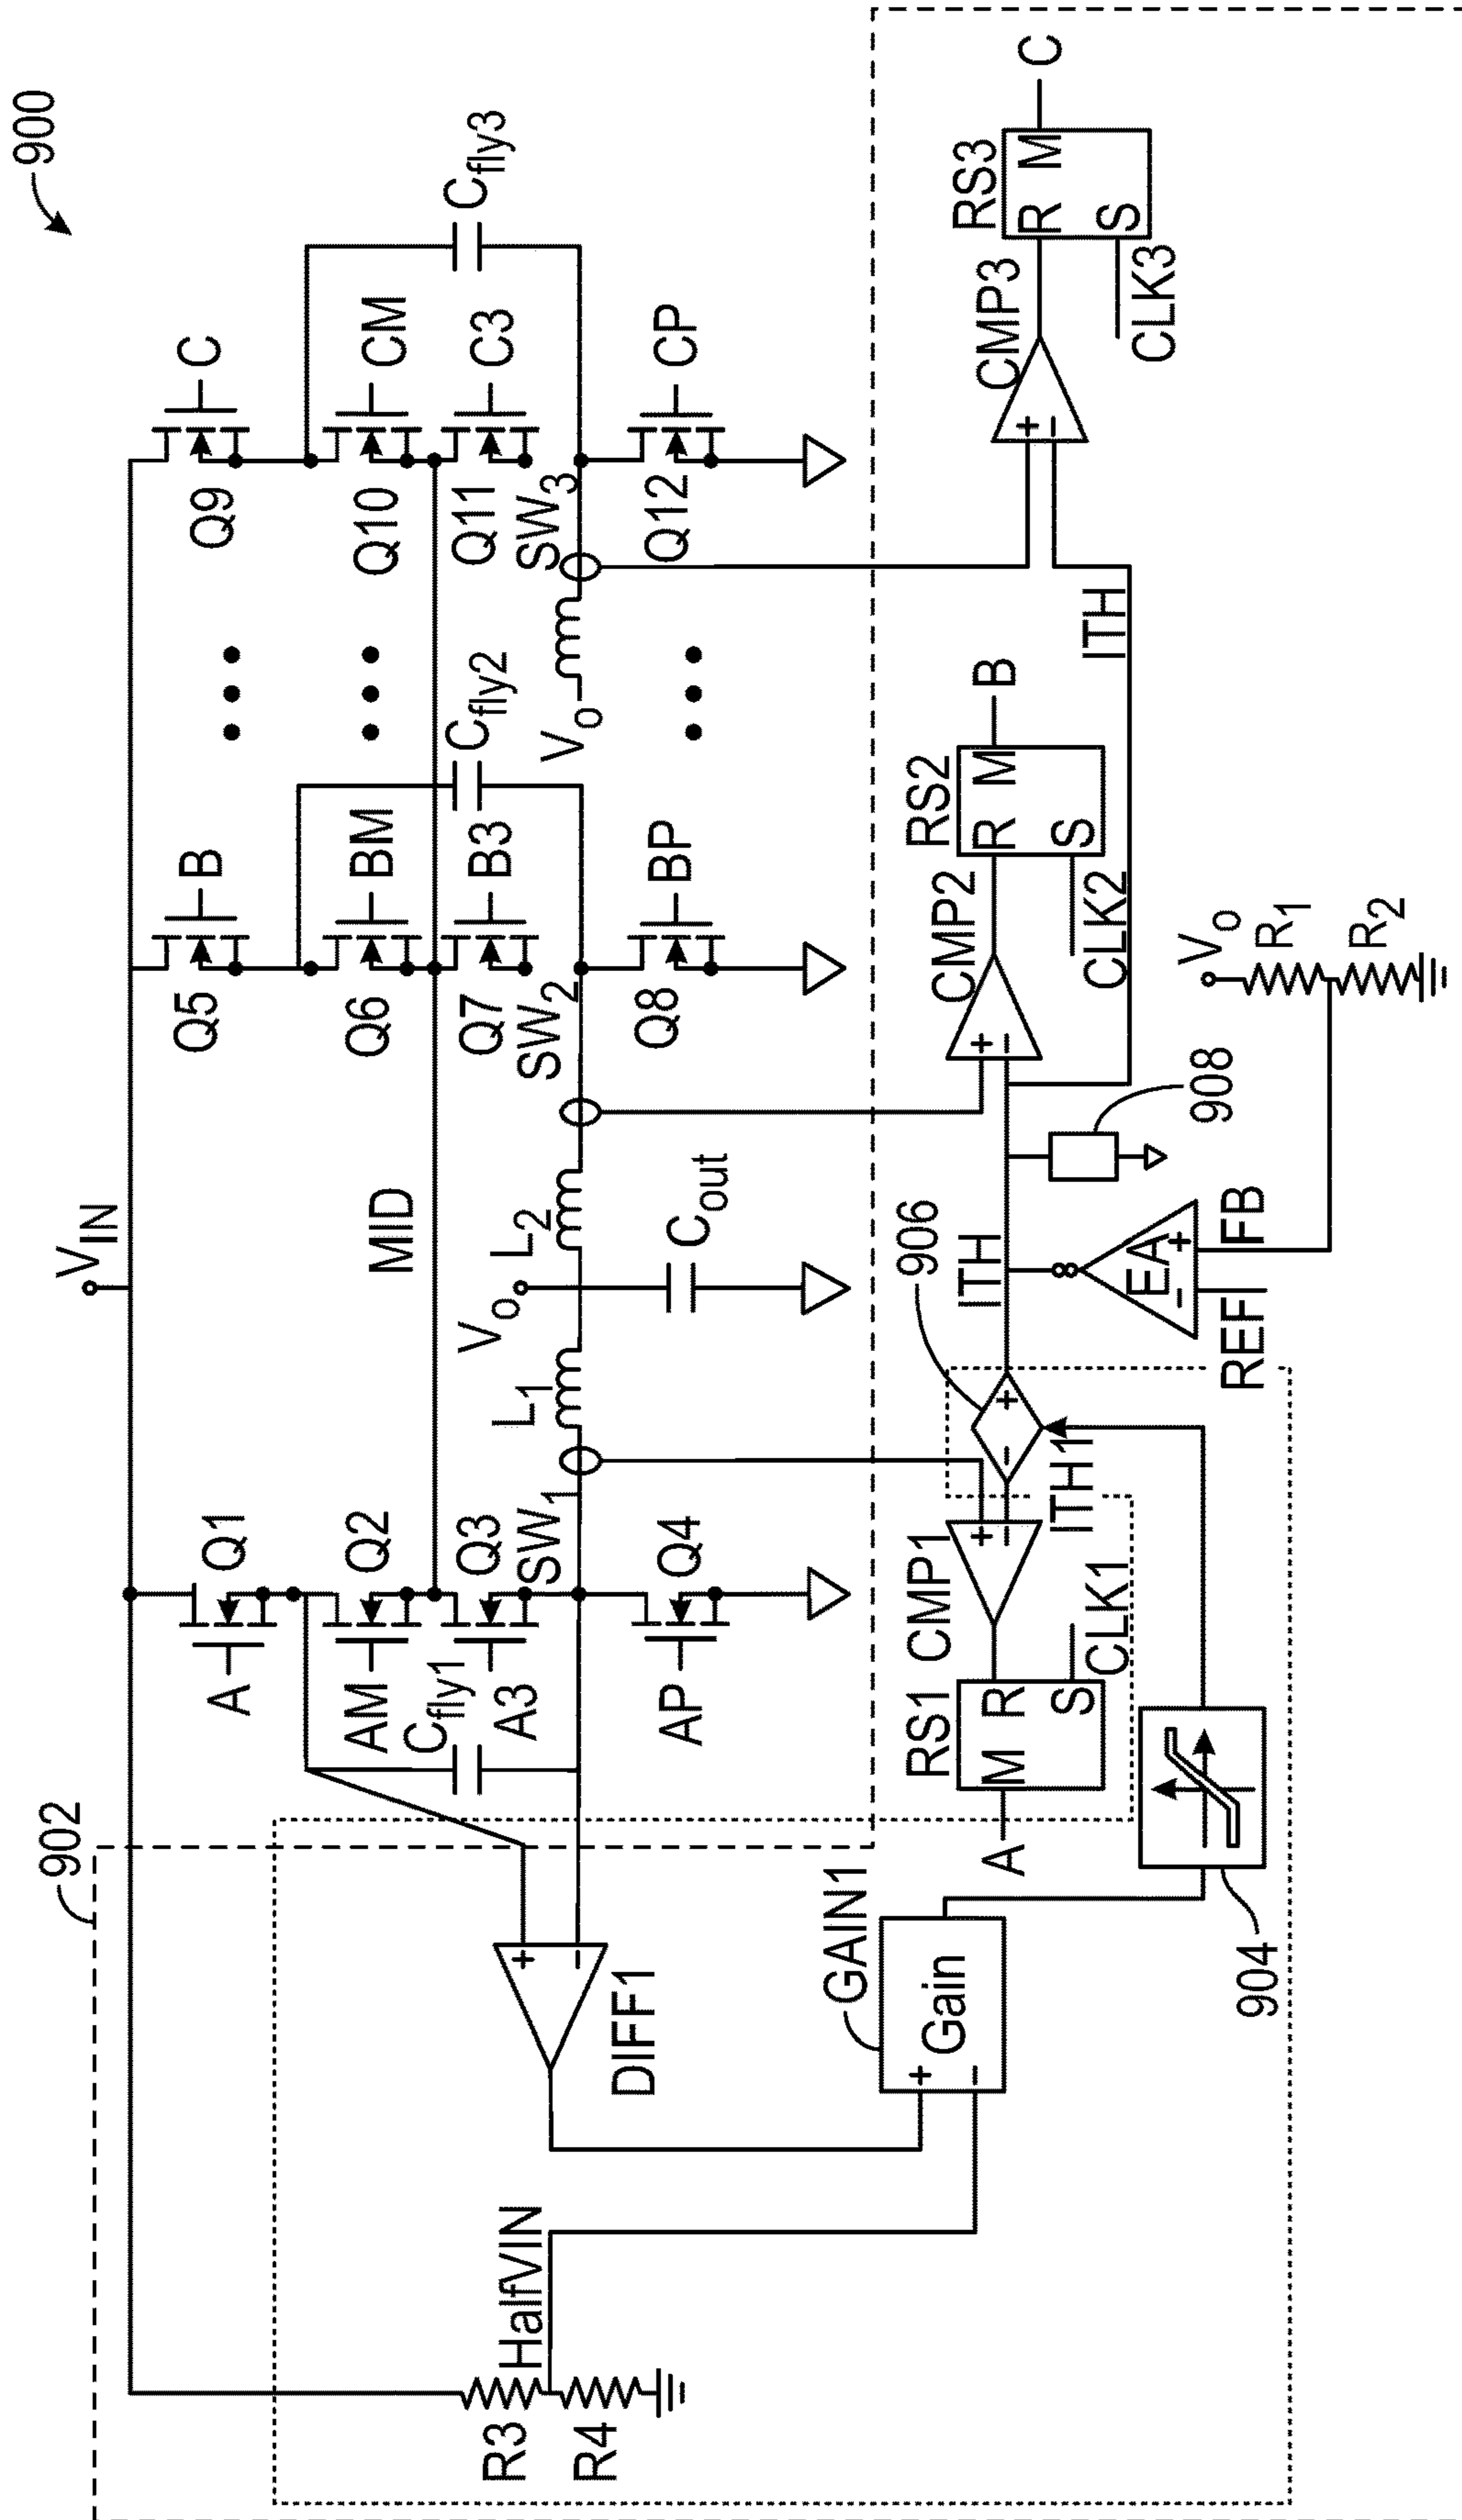 900
902
VIN
A
Q1
AM
Q2
Cfly1
A3
Q3
SW1
AP
Q4
MID
L1
Vo
L2
Cout
Q5
B
Q6
BM
Q7
B3
SW2
Q8
BP
Cfly2
Vo
Q9
C
Q10
CM
Q11
C3
SW3
Q12
CP
Cfly3
R3
R4
HalfVIN
+
−
DIFF1
GAIN1
+
−
Gain
904
A
RS1
M R
S
CLK1
CMP1
+
−
ITH1
906
−
+
ITH
EA
−
+
REF
FB
908
Vo
R1
R2
CMP2
+
−
RS2
R M
S
B
CLK2
ITH
CMP3
+
−
RS3
R M
S
C
CLK3